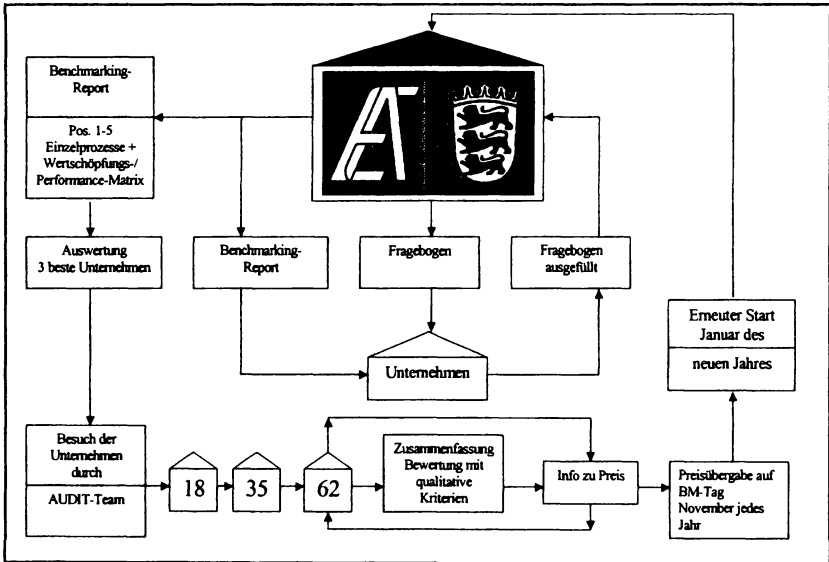 Benchmarking-
Report
Pos. 1-5
Einzelprozesse +
Wertschöpfungs-/
Performance-Matrix
Auswertung
3 beste Unternehmen
Benchmarking-
Report
Fragebogen
Fragebogen
ausgefüllt
Unternehmen
Erneuter Start
Januar des
neuen Jahres
Besuch der
Unternehmen
durch
AUDIT-Team
18
35
62
Zusammenfassung
Bewertung mit
qualitative
Kriterien
Info zu Preis
Preisübergabe auf
BM-Tag
November jedes
Jahr